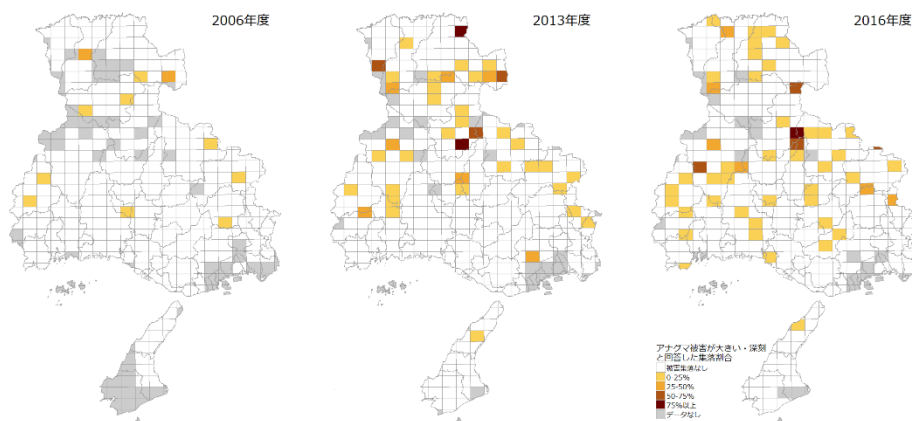 2006年度
2013年度
2016年度
アナグマ被害が大きい・深刻
と回答した集落割合
被害集落なし
0-25%
25-50%
50-75%
75%以上
データなし